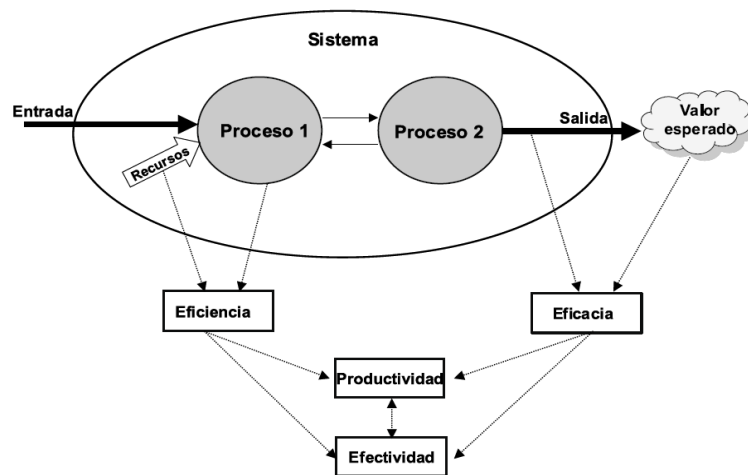 Sistema
Entrada
Proceso 1
Proceso 2
Salida
Valor
esperado
Recursos
Eficiencia
Eficacia
Productividad
Efectividad